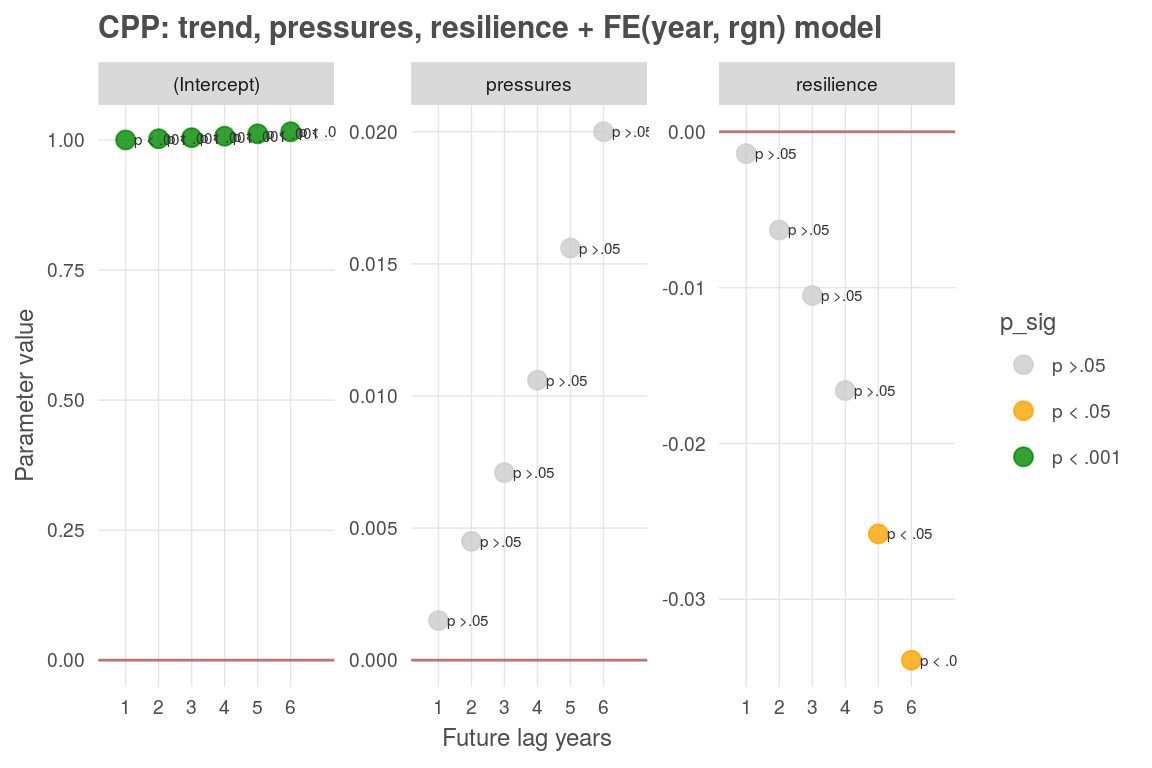 CPP: trend, pressures, resilience + FE(year, rgn) model
(Intercept)
pressures
resilience
Parameter value
1.00
0.75
0.50
0.25
0.00
p < .0
1 2 3 4 5 6
0.020
0.015
0.010
0.005
0.000
p >.05
p >.05
p >.05
p >.05
p >.05
p >.05
1 2 3 4 5 6
0.00
-0.01
-0.02
-0.03
p >.05
p >.05
p >.05
p >.05
p < .05
p < .0
1 2 3 4 5 6
Future lag years
p_sig
p >.05
p < .05
p < .001